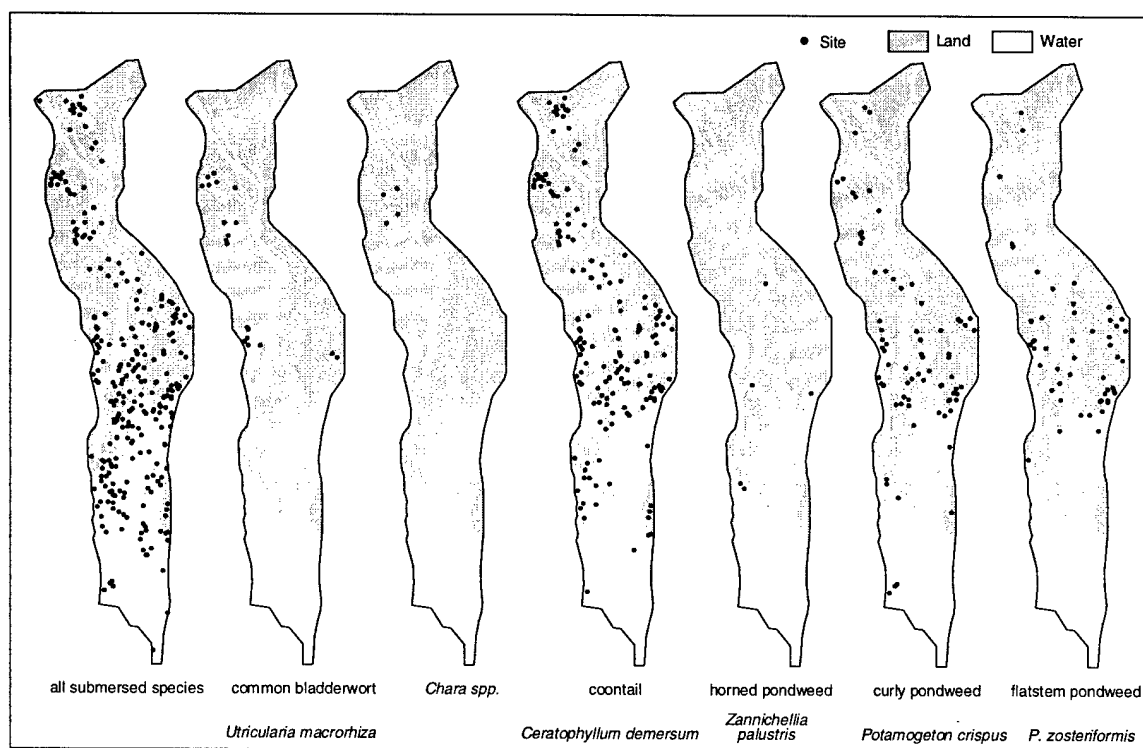 Site Land Water
all submersed species common bladderwort Chara spp. coontail horned pondweed curly pondweed flatstem pondweed
Utricularia macrorhiza Ceratophyllum demersum Zannichellia palustris Potamogeton crispus P. zosteriformis